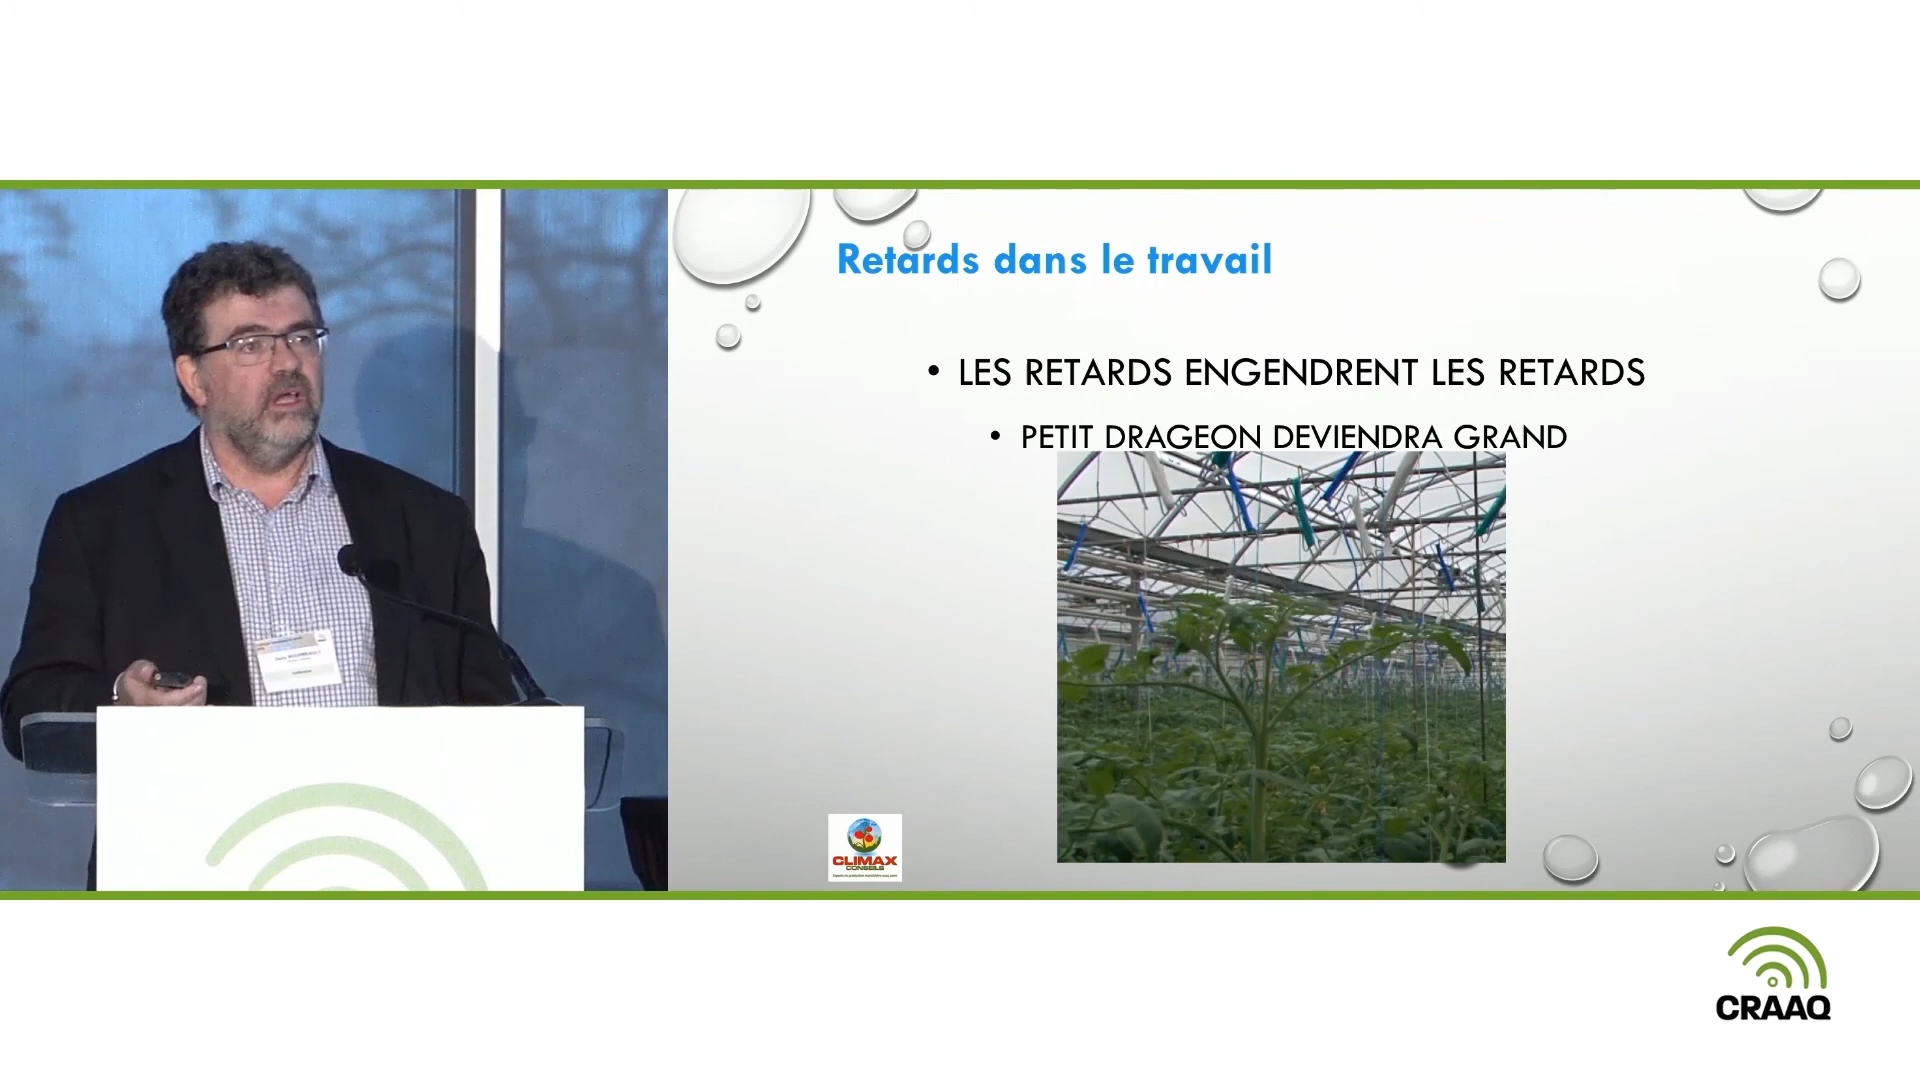 Retards dans le travail
• LES RETARDS ENGENDRENT LES RETARDS
• PETIT DRAGEON DEVIENDRA GRAND
CLIMAX
CONSEILS
CRAAQ